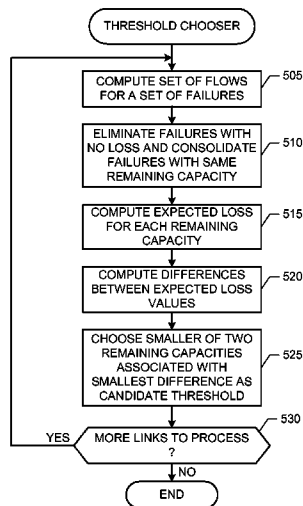 THRESHOLD CHOOSER
COMPUTE SET OF FLOWS
FOR A SET OF FAILURES
505
ELIMINATE FAILURES WITH
NO LOSS AND CONSOLIDATE
FAILURES WITH SAME
REMAINING CAPACITY
510
COMPUTE EXPECTED LOSS
FOR EACH REMAINING
CAPACITY
515
COMPUTE DIFFERENCES
BETWEEN EXPECTED LOSS
VALUES
520
CHOOSE SMALLER OF TWO
REMAINING CAPACITIES
ASSOCIATED WITH
SMALLEST DIFFERENCE AS
CANDIDATE THRESHOLD
525
530
YES
MORE LINKS TO PROCESS
?
NO
END